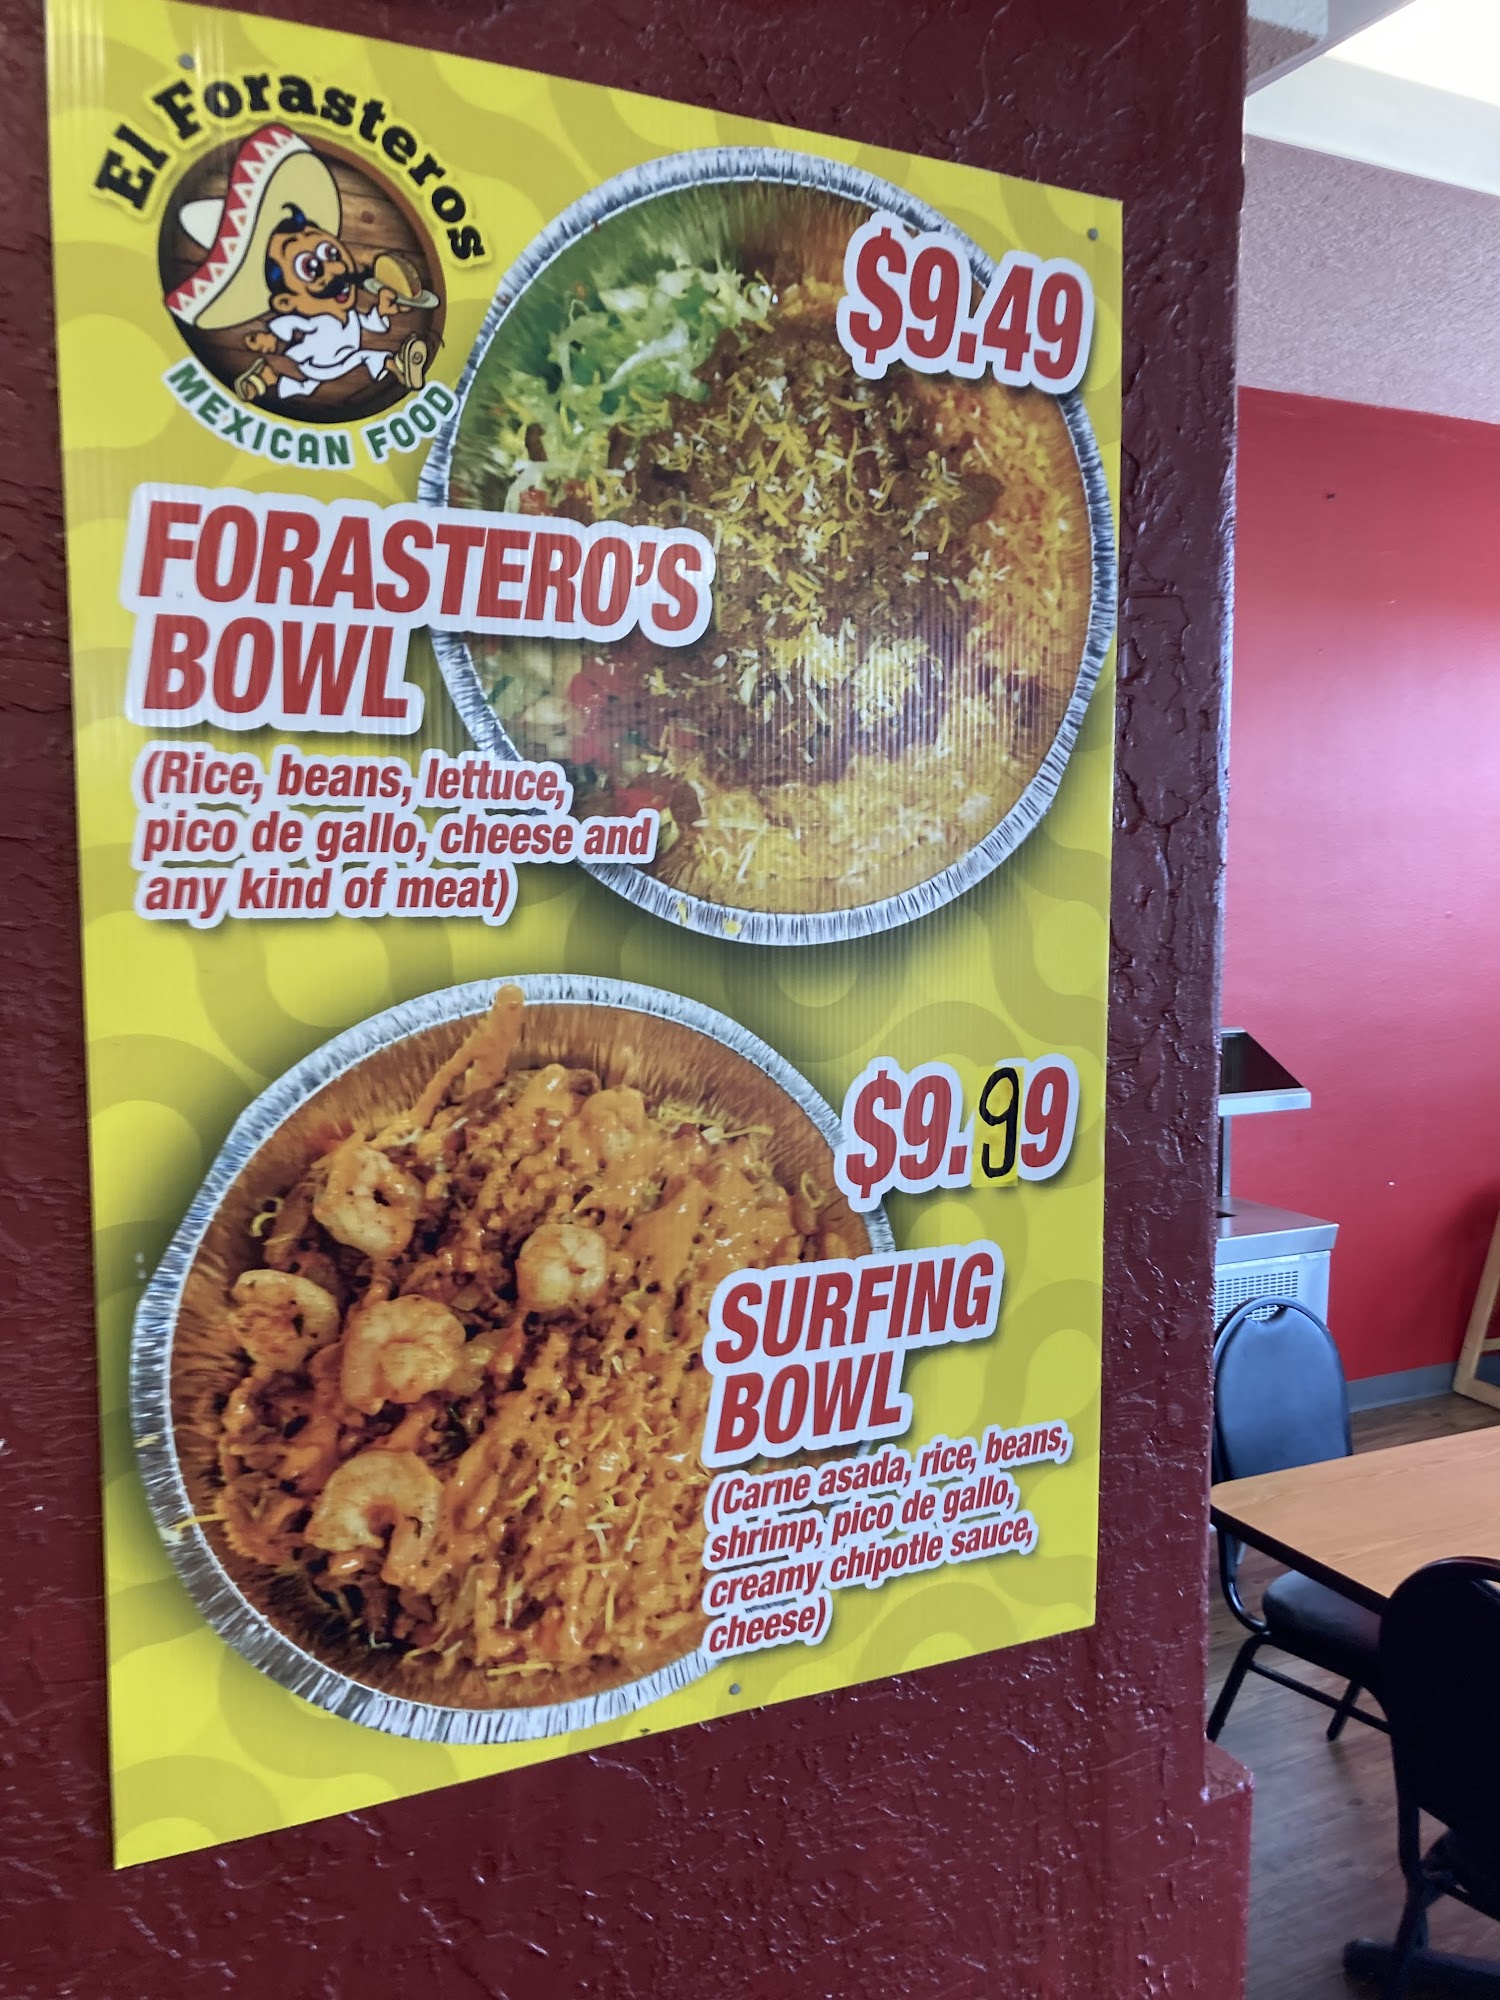 El Forasteros
MEXICAN FOOD
$9.49
FORASTERO'S
BOWL
(Rice, beans, lettuce,
pico de gallo, cheese and
any kind of meat)
$9.99
SURFING
BOWL
(Carne asada, rice, beans,
shrimp, pico de gallo,
creamy chipotle sauce,
cheese)